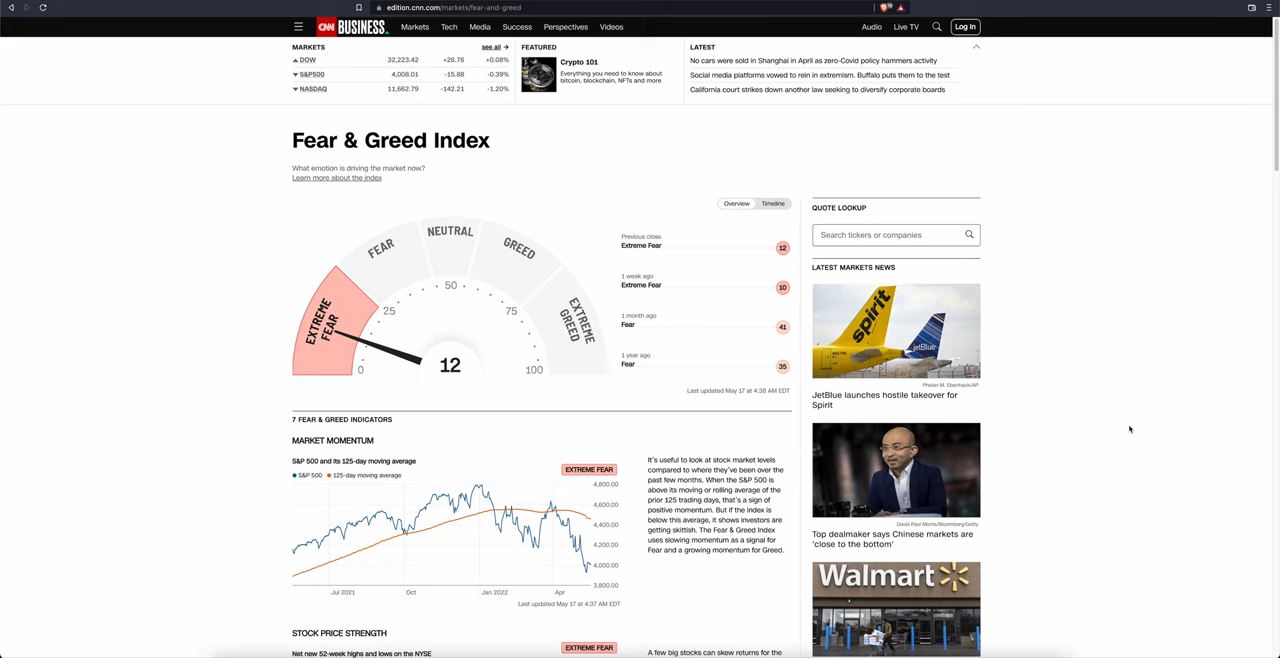 edition.cnn.com/markets/fear-and-greed
CNN BUSINESS Markets Tech Media Success Perspectives Videos Audio Live TV Log In
MARKETS see all
DOW 32,223.42 +26.76 +0.08%
S&P500 4,008.01 -15.88 -0.39%
NASDAQ 11,662.79 -142.21 -1.20%
FEATURED
Crypto 101
Everything you need to know about
bitcoin, blockchain, NFTs and more
LATEST
No cars were sold in Shanghai in April as zero-Covid policy hammers activity
Social media platforms vowed to rein in extremism. Buffalo puts them to the test
California court strikes down another law seeking to diversify corporate boards
Fear & Greed Index
What emotion is driving the market now?
Learn more about the index
Overview Timeline
EXTREME
FEAR
FEAR
NEUTRAL
GREED
EXTREME
GREED
0
25
50
75
100
12
Previous close
Extreme Fear 12
1 week ago
Extreme Fear 10
1 month ago
Fear 41
1 year ago
Fear 35
Last updated May 17 at 4:38 AM EDT
7 FEAR & GREED INDICATORS
MARKET MOMENTUM
S&P 500 and its 125-day moving average
EXTREME FEAR
S&P 500 125-day moving average
4,800.00
4,600.00
4,400.00
4,200.00
4,000.00
3,800.00
Jul 2021 Oct Jan 2022 Apr
Last updated May 17 at 4:37 AM EDT
It's useful to look at stock market levels
compared to where they've been over the
past few months. When the S&P 500 is
above its moving or rolling average of the
prior 125 trading days, that's a sign of
positive momentum. But if the index is
below this average, it shows investors are
getting skittish. The Fear & Greed Index
uses slowing momentum as a signal for
Fear and a growing momentum for Greed.
STOCK PRICE STRENGTH
Net new 52-week highs and lows on the NYSE
EXTREME FEAR
A few big stocks can skew returns for the
QUOTE LOOKUP
Search tickers or companies
LATEST MARKETS NEWS
spirit
jetBlue
Phelan M. Ebenhack/AP
JetBlue launches hostile takeover for
Spirit
David Paul Morris/Bloomberg/Getty
Top dealmaker says Chinese markets are
'close to the bottom'
Walmart